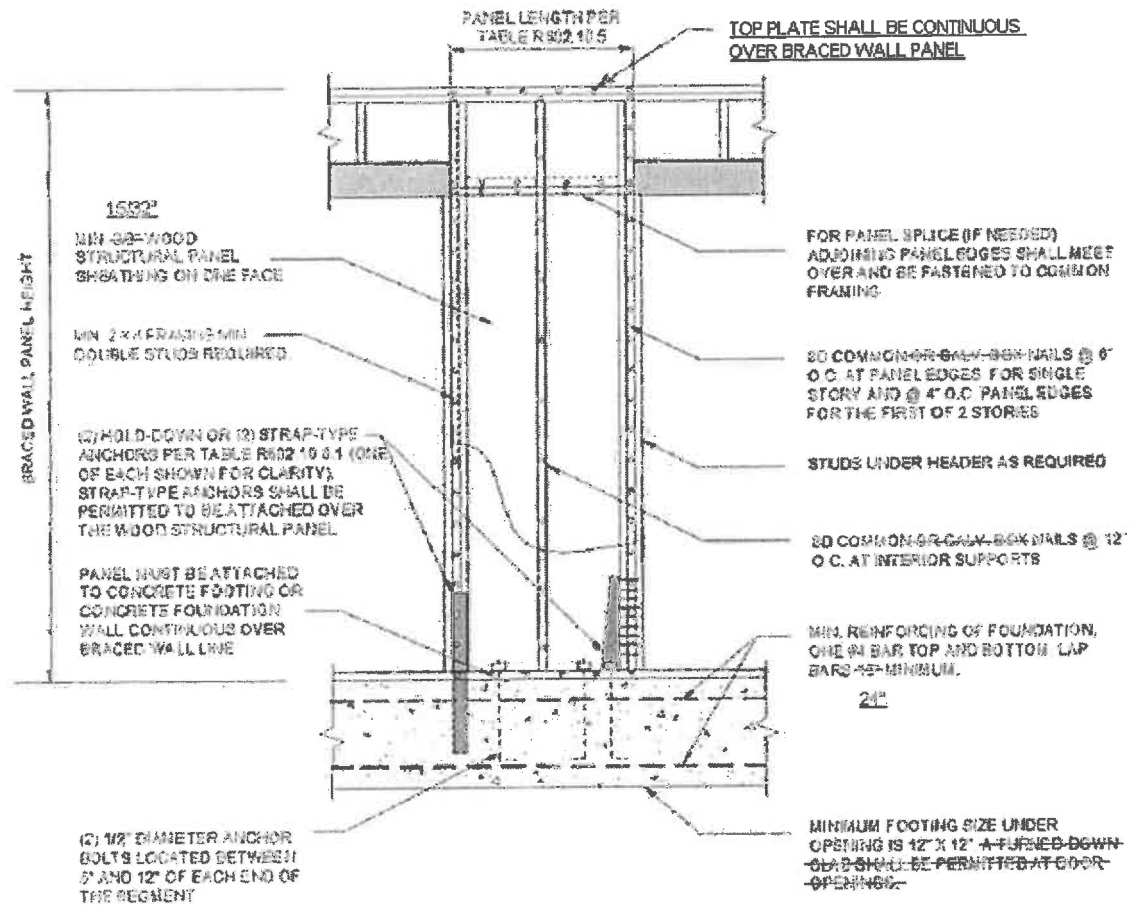 PANEL LENGTH PER
TABLE R602.10.5
TOP PLATE SHALL BE CONTINUOUS
OVER BRACED WALL PANEL
BRACED WALL PANEL HEIGHT
15/32"
MIN. 3/8" WOOD
STRUCTURAL PANEL
SHEATHING ON ONE FACE
MIN. 2 x 4 FRAMING MIN.
DOUBLE STUDS REQUIRED.
(2) HOLD-DOWN OR (2) STRAP-TYPE
ANCHORS PER TABLE R602.10.6.1 (ONE
OF EACH SHOWN FOR CLARITY).
STRAP-TYPE ANCHORS SHALL BE
PERMITTED TO BE ATTACHED OVER
THE WOOD STRUCTURAL PANEL
PANEL MUST BE ATTACHED
TO CONCRETE FOOTING OR
CONCRETE FOUNDATION
WALL CONTINUOUS OVER
BRACED WALL LINE
(2) 1/2" DIAMETER ANCHOR
BOLTS LOCATED BETWEEN
6" AND 12" OF EACH END OF
THE SEGMENT
FOR PANEL SPLICE (IF NEEDED)
ADJOINING PANEL EDGES SHALL MEET
OVER AND BE FASTENED TO COMMON
FRAMING
8D COMMON OR GALV. BOX NAILS @ 6"
O.C. AT PANEL EDGES. FOR SINGLE
STORY AND @ 4" O.C. PANEL EDGES
FOR THE FIRST OF 2 STORIES
STUDS UNDER HEADER AS REQUIRED
8D COMMON OR GALV. BOX NAILS @ 12"
O.C. AT INTERIOR SUPPORTS
MIN. REINFORCING OF FOUNDATION,
ONE #4 BAR TOP AND BOTTOM. LAP
BARS 15" MINIMUM.
24"
MINIMUM FOOTING SIZE UNDER
OPENING IS 12" X 12". A TURNED-DOWN
SLAB SHALL BE PERMITTED AT DOOR
OPENINGS.